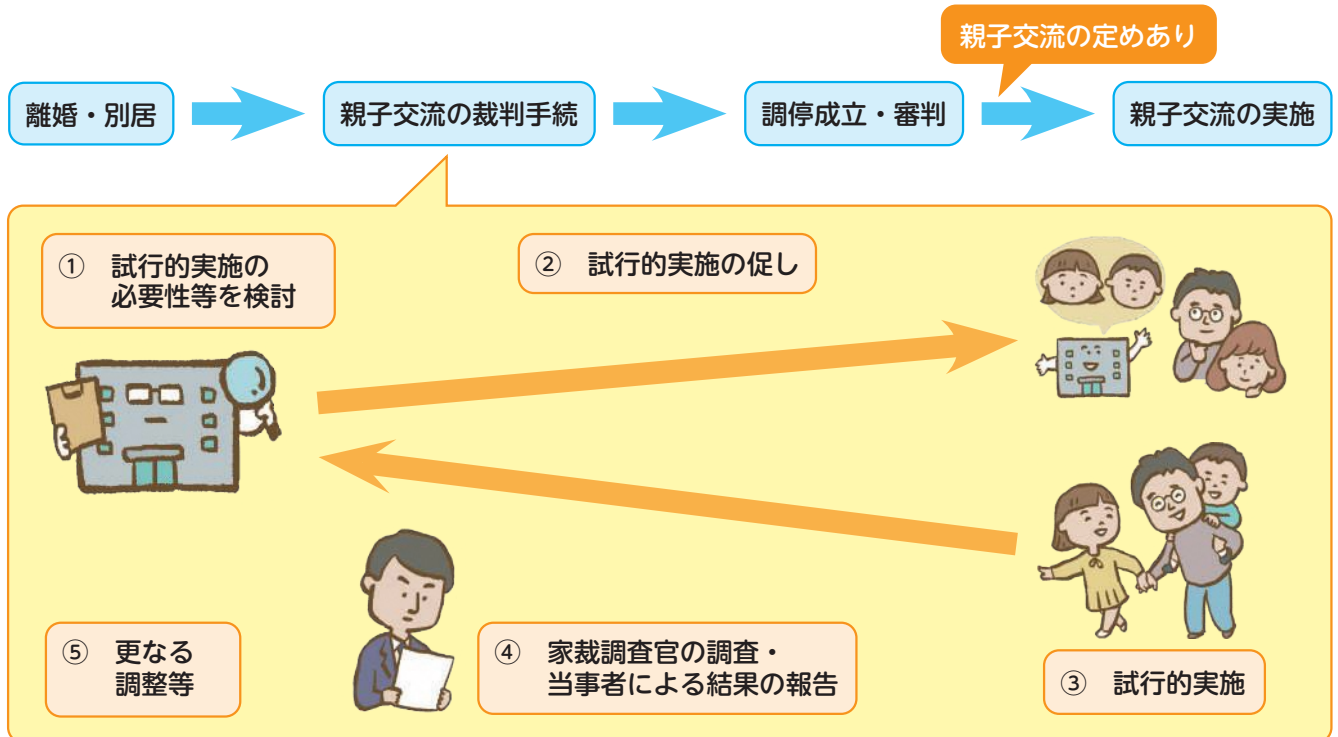 親子交流の定めあり
離婚・別居
親子交流の裁判手続
調停成立・審判
親子交流の実施
① 試行的実施の
必要性等を検討
② 試行的実施の促し
③ 試行的実施
④ 家裁調査官の調査・
当事者による結果の報告
⑤ 更なる
調整等